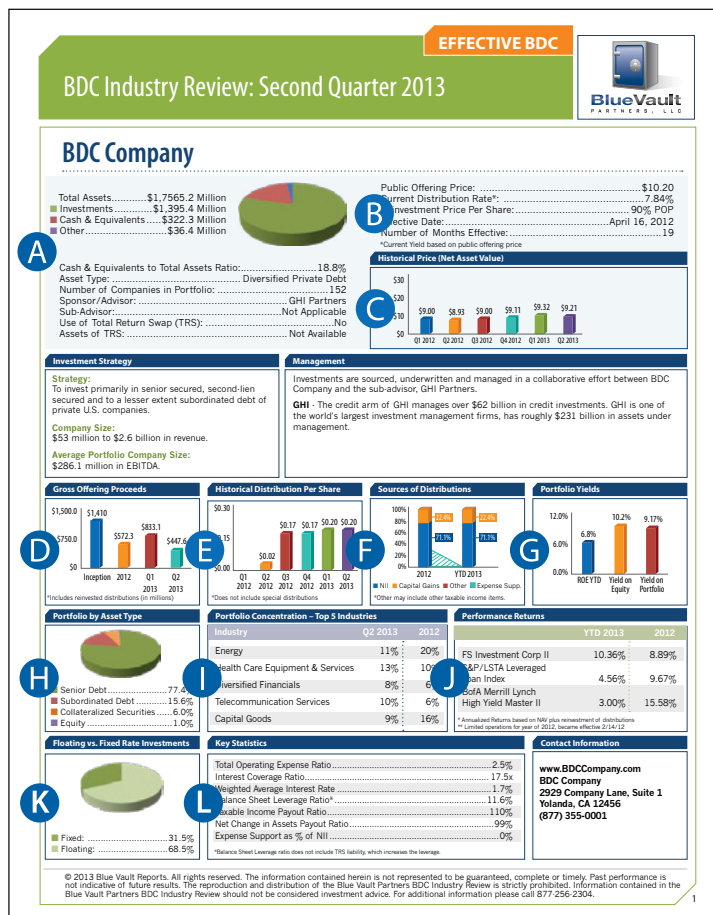 EFFECTIVE BDC
BDC Industry Review: Second Quarter 2013
BlueVault
PARTNERS, LLC
BDC Company
Total Assets............$1,7565.2 Million
Investments ...........$1,395.4 Million
Cash & Equivalents .....$322.3 Million
Other.........................$36.4 Million
A
Cash & Equivalents to Total Assets Ratio:.......................18.8%
Asset Type: ............................ Diversified Private Debt
Number of Companies in Portfolio: .......................152
Sponsor/Advisor: ................................ GHI Partners
Sub-Advisor:..................................Not Applicable
Use of Total Return Swap (TRS): ..........................No
Assets of TRS: ................................ Not Available
Public Offering Price: ..................................$10.20
Current Distribution Rate*: .............................7.84%
B
investment Price Per Share: ........................90% POP
ective Date:..................................April 16, 2012
Number of Months Effective:...............................19
*Current Yield based on public offering price
Historical Price (Net Asset Value)
$30
$20
$10
$0
C
$9.00 $8.93 $9.00 $9.11 $9.32 $9.21
Q1 2012 Q2 2012 Q3 2012 Q4 2012 Q1 2013 Q2 2013
Investment Strategy
Strategy:
To invest primarily in senior secured, second-lien
secured and to a lesser extent subordinated debt of
private U.S. companies.
Company Size:
$53 million to $2.6 billion in revenue.
Average Portfolio Company Size:
$286.1 million in EBITDA.
Management
Investments are sourced, underwritten and managed in a collaborative effort between BDC
Company and the sub-advisor, GHI Partners.
GHI - The credit arm of GHI manages over $62 billion in credit investments. GHI is one of
the world's largest investment management firms, has roughly $231 billion in assets under
management.
Gross Offering Proceeds
$1,500.0
$750.0
$0
D
$1,410 $572.3 $833.1 $447.6
Inception 2012 Q1 2013 Q2 2013
*Includes reinvested distributions (in millions)
Historical Distribution Per Share
$0.30
.15
0.00
E
$0.02 $0.17 $0.17 $0.20 $0.20
Q1 2012 Q2 2012 Q3 2012 Q4 2012 Q1 2013 Q2 2013
*Does not include special distributions
Sources of Distributions
100%
80%
60%
40%
20%
0%
F
22.4% 22.4%
71.1% 71.1%
2012 YTD 2013
NII Capital Gains Other Expense Supp.
*Other may include other taxable income items.
Portfolio Yields
12.0%
6.0%
0.0%
G
6.8% 10.2% 9.17%
ROE YTD Yield on Equity Yield on Portfolio
Portfolio by Asset Type
H
Senior Debt....................77.4%
Subordinated Debt............15.6%
Collateralized Securities.....6.0%
Equity...........................1.0%
Portfolio Concentration – Top 5 Industries
Industry Q2 2013 2012
Energy 11% 20%
Health Care Equipment & Services 13% 10%
I
Diversified Financials 8% 6
Telecommunication Services 10% 6%
Capital Goods 9% 16%
Performance Returns
YTD 2013 2012
FS Investment Corp II 10.36% 8.89%
J
S&P/LSTA Leveraged
oan Index 4.56% 9.67%
BofA Merrill Lynch
High Yield Master II 3.00% 15.58%
* Annualized Returns based on NAV plus reinvestment of distributions
** Limited operations for year of 2012, became effective 2/14/12
Floating vs. Fixed Rate Investments
K
Fixed: ..........................31.5%
Floating: .......................68.5%
Key Statistics
Total Operating Expense Ratio....................2.5%
Interest Coverage Ratio..........................17.5x
Weighted Average Interest Rate ..................1.7%
L
alance Sheet Leverage Ratio*....................11.6%
Taxable Income Payout Ratio.....................110%
Net Change in Assets Payout Ratio................99%
Expense Support as % of NII.......................0%
*Balance Sheet Leverage ratio does not include TRS liability, which increases the leverage.
Contact Information
www.BDCCompany.com
BDC Company
2929 Company Lane, Suite 1
Yolanda, CA 12456
(877) 355-0001
© 2013 Blue Vault Reports. All rights reserved. The information contained herein is not represented to be guaranteed, complete or timely. Past performance is
not indicative of future results. The reproduction and distribution of the Blue Vault Partners BDC Industry Review is strictly prohibited. Information contained in the
Blue Vault Partners BDC Industry Review should not be considered investment advice. For additional information please call 877-256-2304.
1